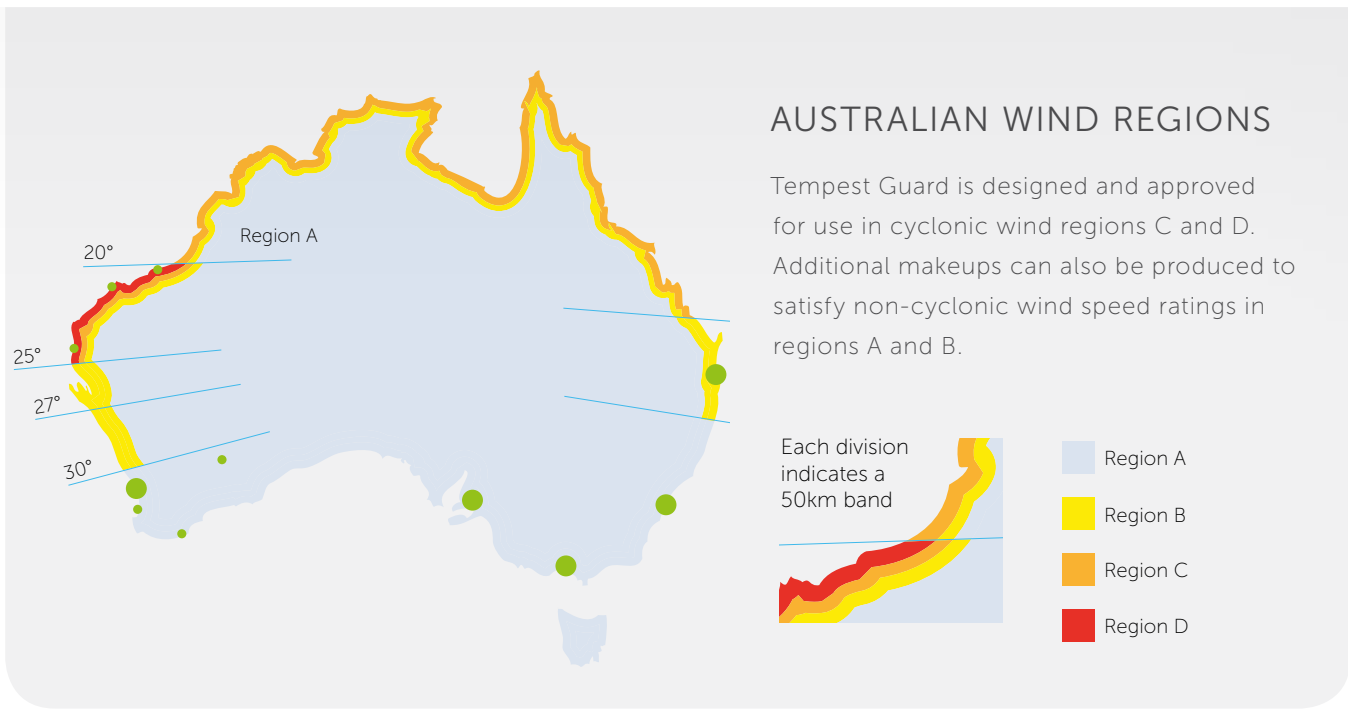 AUSTRALIAN WIND REGIONS
Tempest Guard is designed and approved
for use in cyclonic wind regions C and D.
Additional makeups can also be produced to
satisfy non-cyclonic wind speed ratings in
regions A and B.
Region A
20°
25°
27°
30°
Each division
indicates a
50km band
Region A
Region B
Region C
Region D